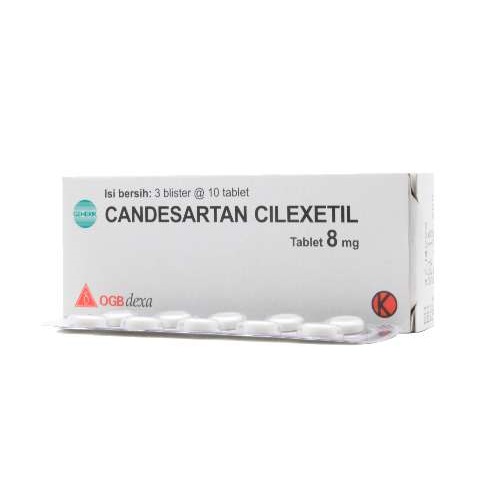 Isi bersih: 3 blister @ 10 tablet
GENERIK
CANDESARTAN CILEXETIL
Tablet 8 mg
OGBdexa
K